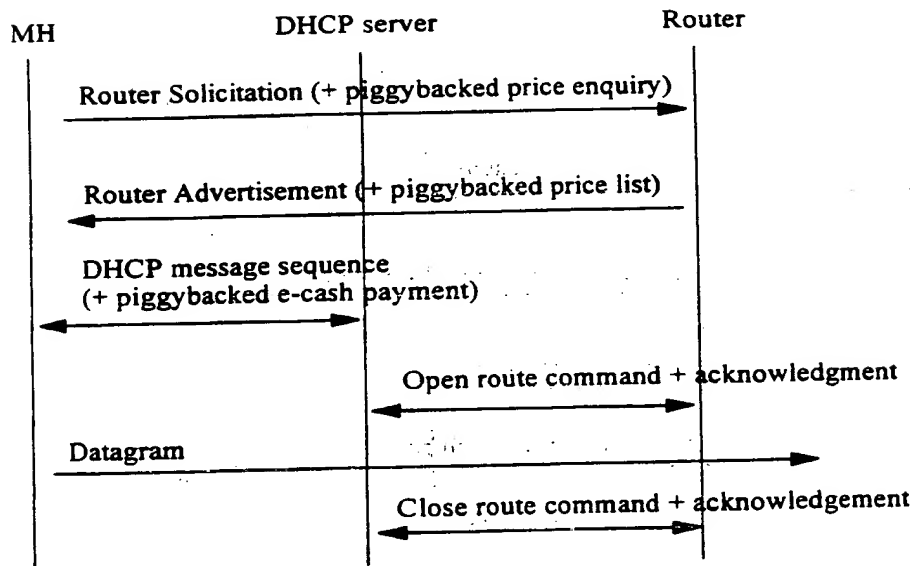 MH
DHCP server
Router
Router Solicitation (+ piggybacked price enquiry)
Router Advertisement (+ piggybacked price list)
DHCP message sequence
(+ piggybacked e-cash payment)
Open route command + acknowledgment
Datagram
Close route command + acknowledgement